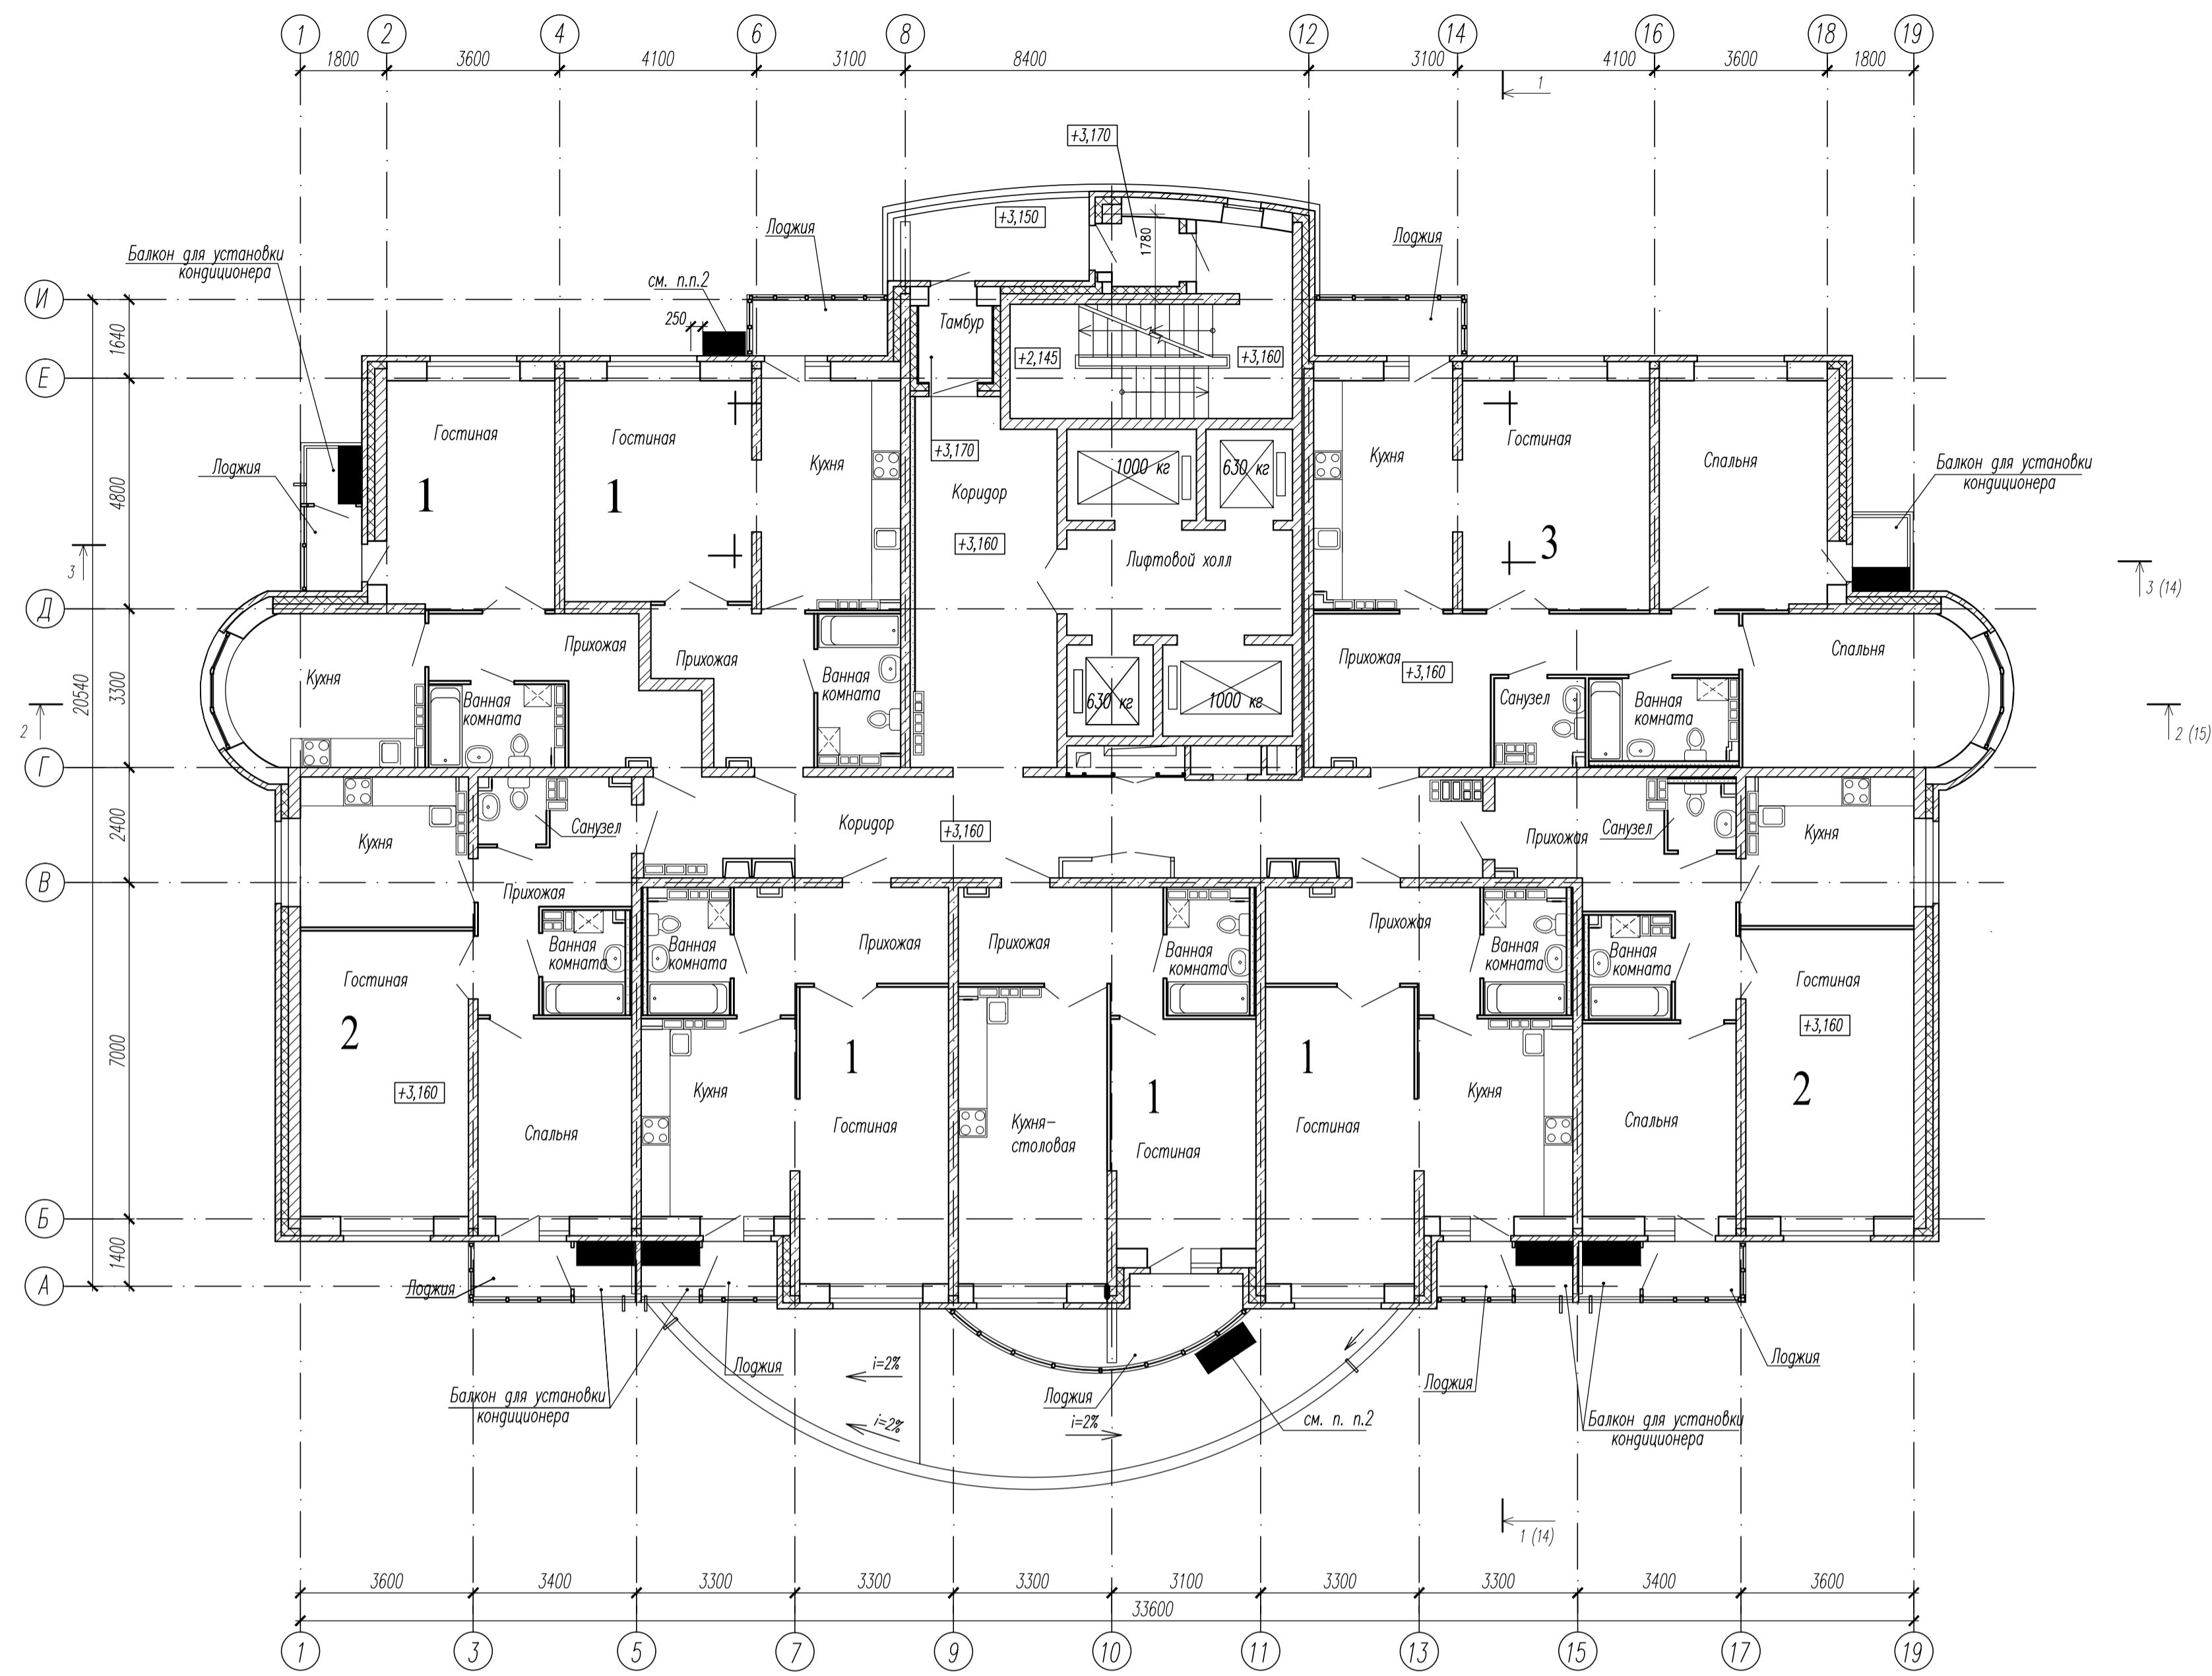 1 2 4 6 8 12 14 16 18 19
1800 3600 4100 3100 8400 3100 4100 3600 1800
1
+3,170
+3,150
1780
Лоджия
Лоджия
Балкон для установки
кондиционера
см. п.п.2
250
И
1640
Тамбур
+2,145
+3,160
Е
Гостиная
Гостиная
Кухня
+3,170
Коридор
1000 кг
630 кг
Кухня
Гостиная
Спальня
Балкон для установки
кондиционера
Лоджия
4800
1
1
+3,160
Лифтовой холл
3
3
3 (14)
Д
Кухня
Прихожая
Прихожая
Ванная
комната
Ванная
комната
630 кг
1000 кг
Прихожая
+3,160
Санузел
Ванная
комната
Спальня
20540
3300
2
2 (15)
Г
2400
Кухня
Санузел
Коридор
+3,160
Прихожая
Санузел
Кухня
В
Прихожая
Ванная
комната
Ванная
комната
Прихожая
Прихожая
Ванная
комната
Прихожая
Ванная
комната
Ванная
комната
Гостиная
Гостиная
+3,160
7000
2
+3,160
Спальня
Кухня
1
Гостиная
Кухня-
столовая
1
Гостиная
1
Гостиная
Кухня
Спальня
2
Б
1400
А
Лоджия
Лоджия
Балкон для установки
кондиционера
i=2%
i=2%
Лоджия
i=2%
см. п. п.2
Лоджия
Лоджия
Балкон для установки
кондиционера
1 (14)
3600 3400 3300 3300 3300 3100 3300 3300 3400 3600
33600
1 3 5 7 9 10 11 13 15 17 19